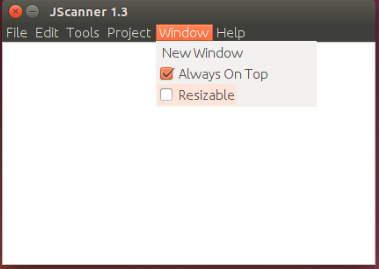 JScanner 1.3
File Edit Tools Project Window Help
New Window
Always On Top
Resizable